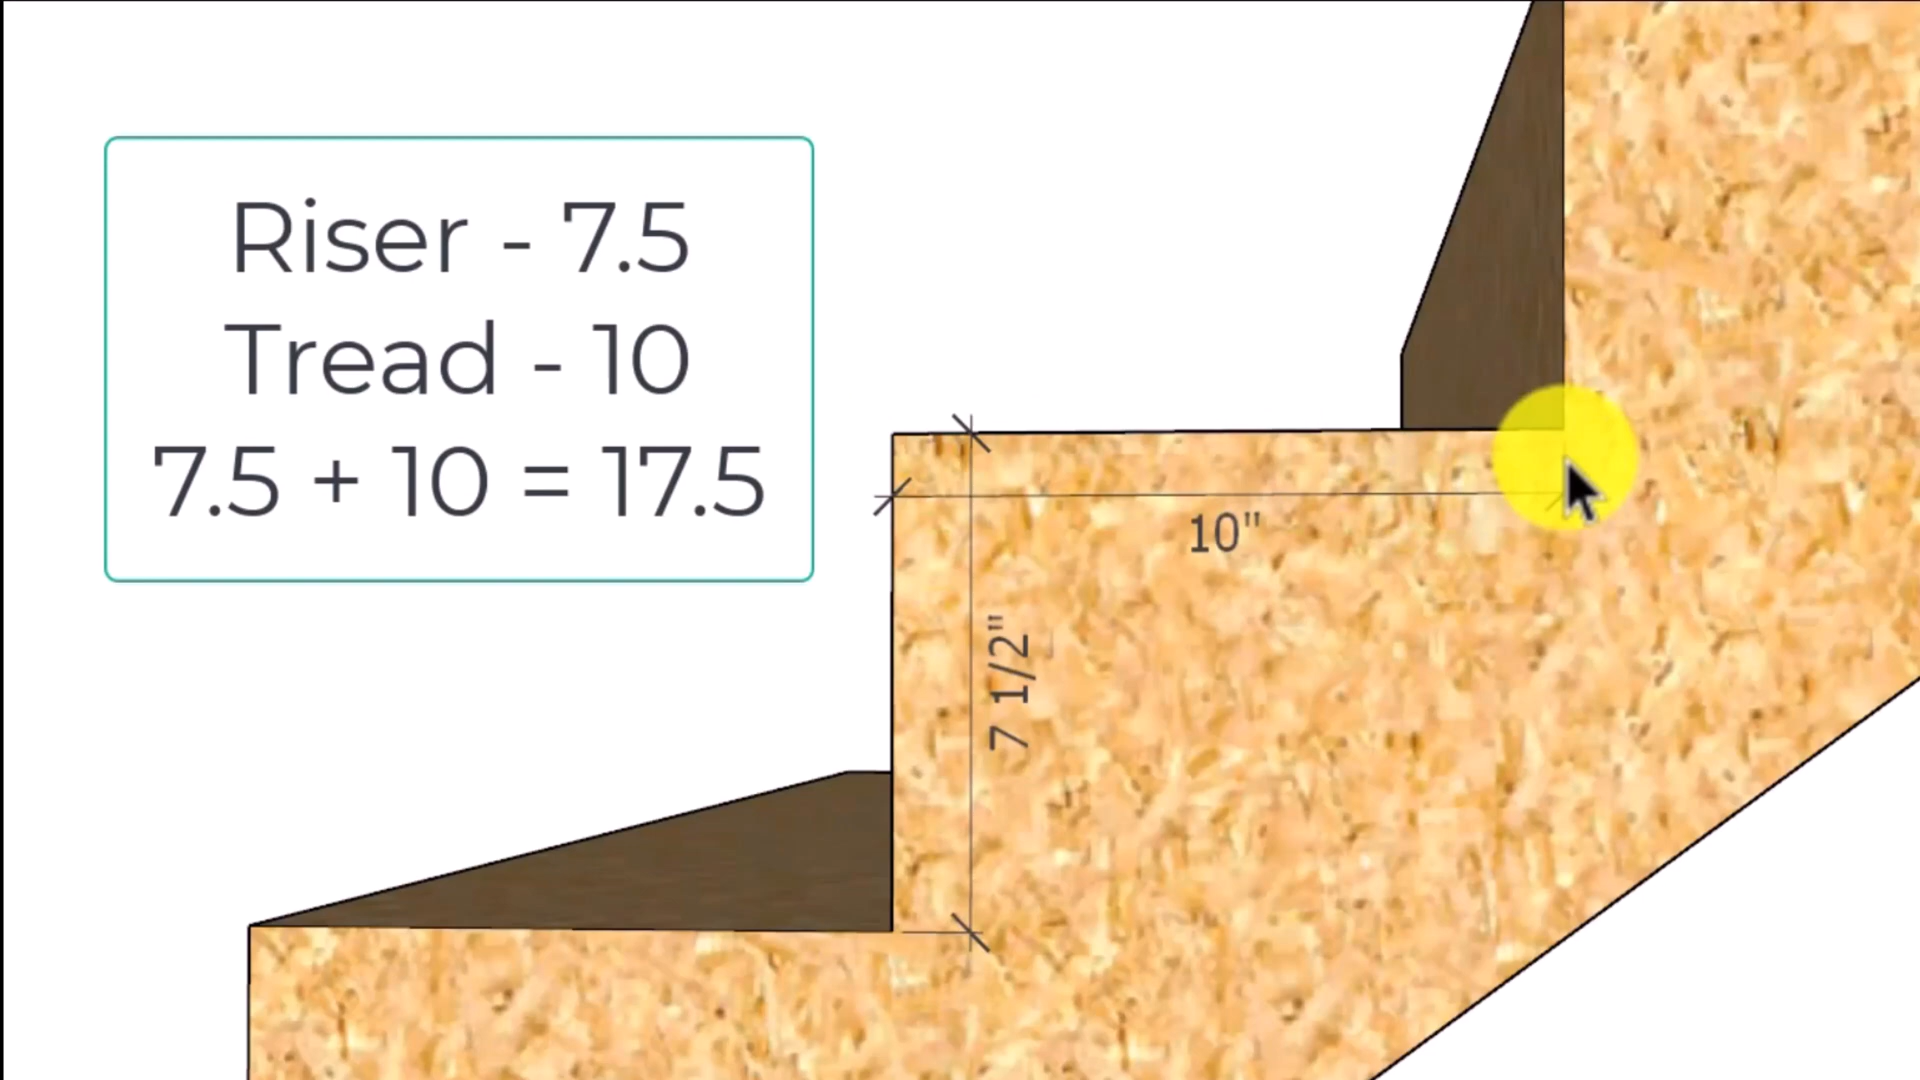 Riser - 7.5
Tread - 10
7.5 + 10 = 17.5
10"
7 1/2"